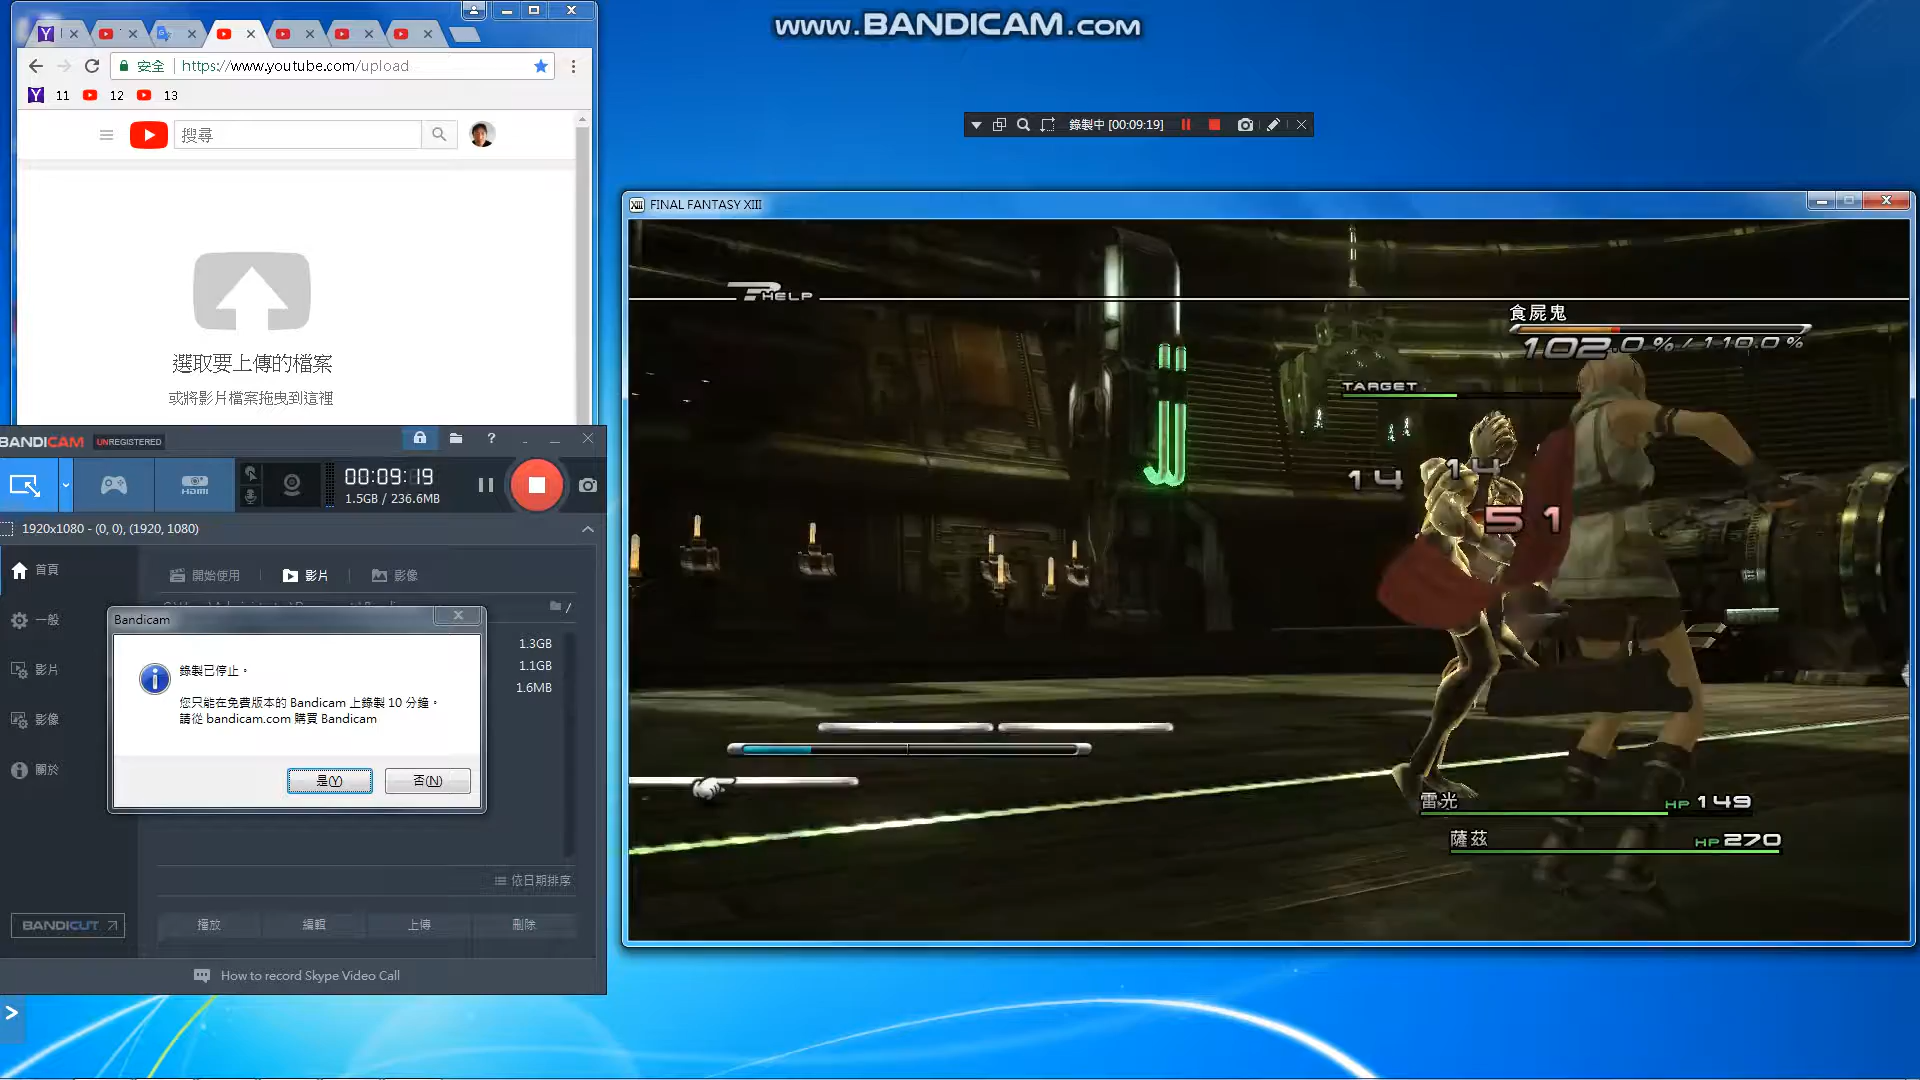 www.BANDICAM.com
安全
https://www.youtube.com/upload
11
12
13
搜尋
選取要上傳的檔案
或將影片檔案拖曳到這裡
錄製中 [00:09:19]
FINAL FANTASY XIII
HELP
食屍鬼
102.0%/110.0%
TARGET
14
14
51
雷光 HP 149
薩茲 HP 270
BANDICAM UNREGISTERED
HDMI
00:09:19
1.5GB / 236.6MB
1920x1080 - (0, 0), (1920, 1080)
首頁
開始使用
影片
影像
一般
影片
影像
關於
1.3GB
1.1GB
1.6MB
Bandicam
錄製已停止。
您只能在免費版本的 Bandicam 上錄製 10 分鐘。
請從 bandicam.com 購買 Bandicam
是(Y)
否(N)
依日期排序
BANDICUT
播放
編輯
上傳
刪除
How to record Skype Video Call